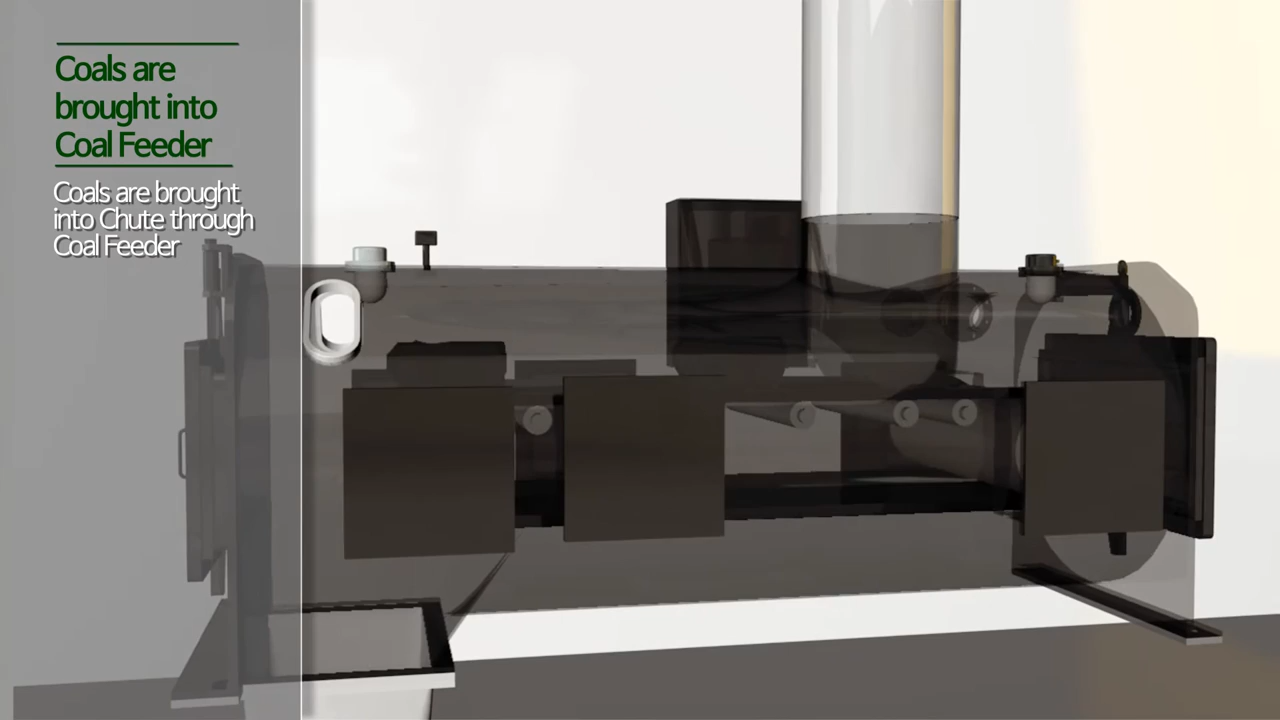 Coals are
brought into
Coal Feeder
Coals are brought
into Chute through
Coal Feeder